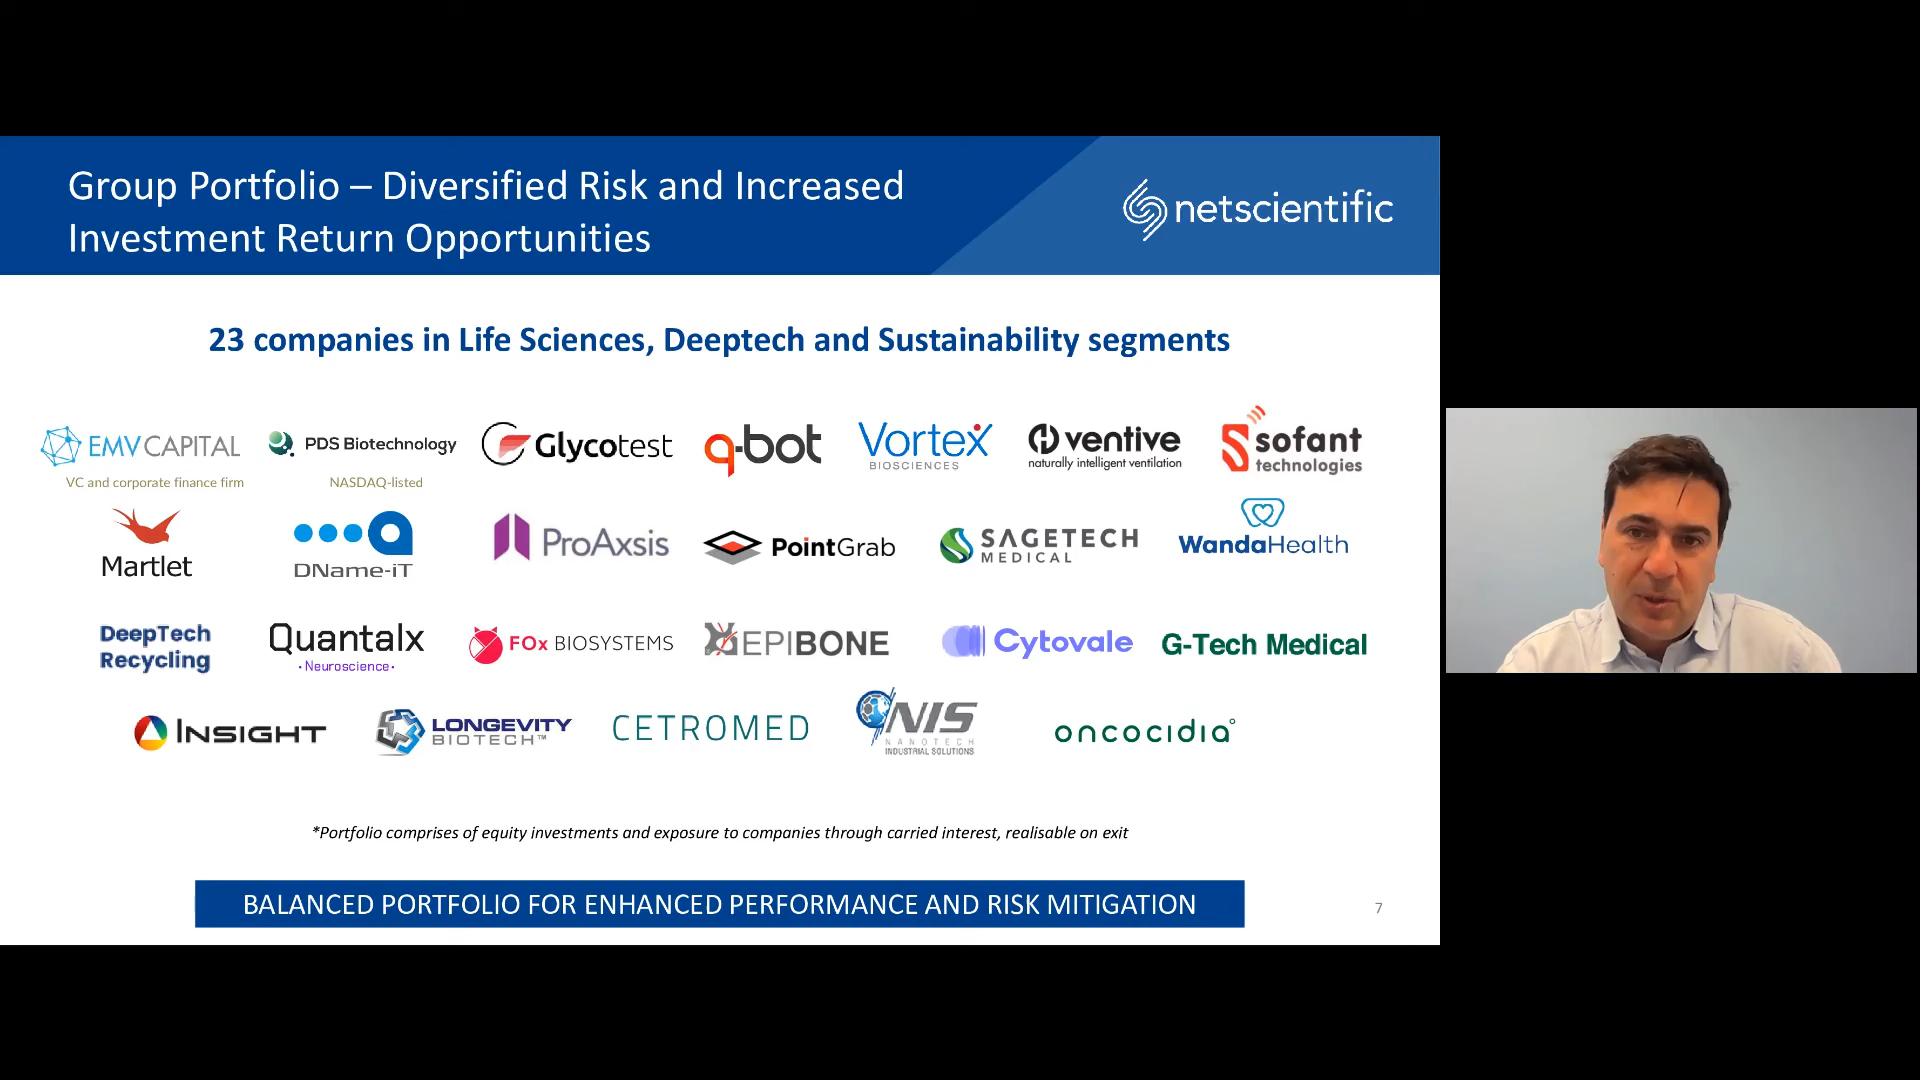 Group Portfolio – Diversified Risk and Increased
Investment Return Opportunities
netscientific
23 companies in Life Sciences, Deeptech and Sustainability segments
EMV CAPITAL
VC and corporate finance firm
PDS Biotechnology
NASDAQ-listed
Glycotest
q-bot
Vortex
BIOSCIENCES
ventive
naturally intelligent ventilation
sofant
technologies
Martlet
DName-iT
ProAxsis
PointGrab
SAGETECH
MEDICAL
WandaHealth
DeepTech
Recycling
Quantalx
•Neuroscience•
FOx BIOSYSTEMS
EPIBONE
Cytovale
G-Tech Medical
INSIGHT
LONGEVITY
BIOTECH™
CETROMED
NIS
NANOTECH
INDUSTRIAL SOLUTIONS
oncocidia
*Portfolio comprises of equity investments and exposure to companies through carried interest, realisable on exit
BALANCED PORTFOLIO FOR ENHANCED PERFORMANCE AND RISK MITIGATION
7